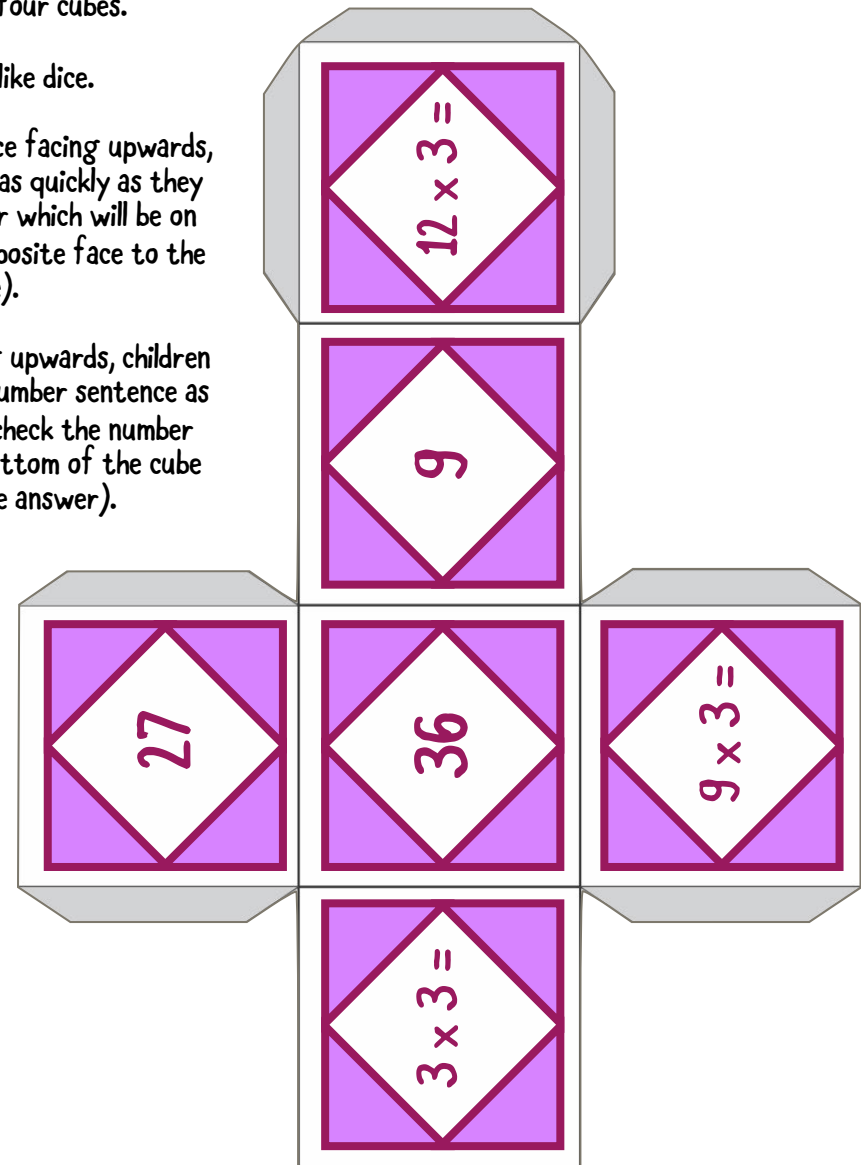 four cubes.
like dice.
ce facing upwards,
as quickly as they
r which will be on
posite face to the
e).
r upwards, children
umber sentence as
check the number
ttom of the cube
e answer).
12 x 3 =
9
27
36
9 x 3 =
3 x 3 =